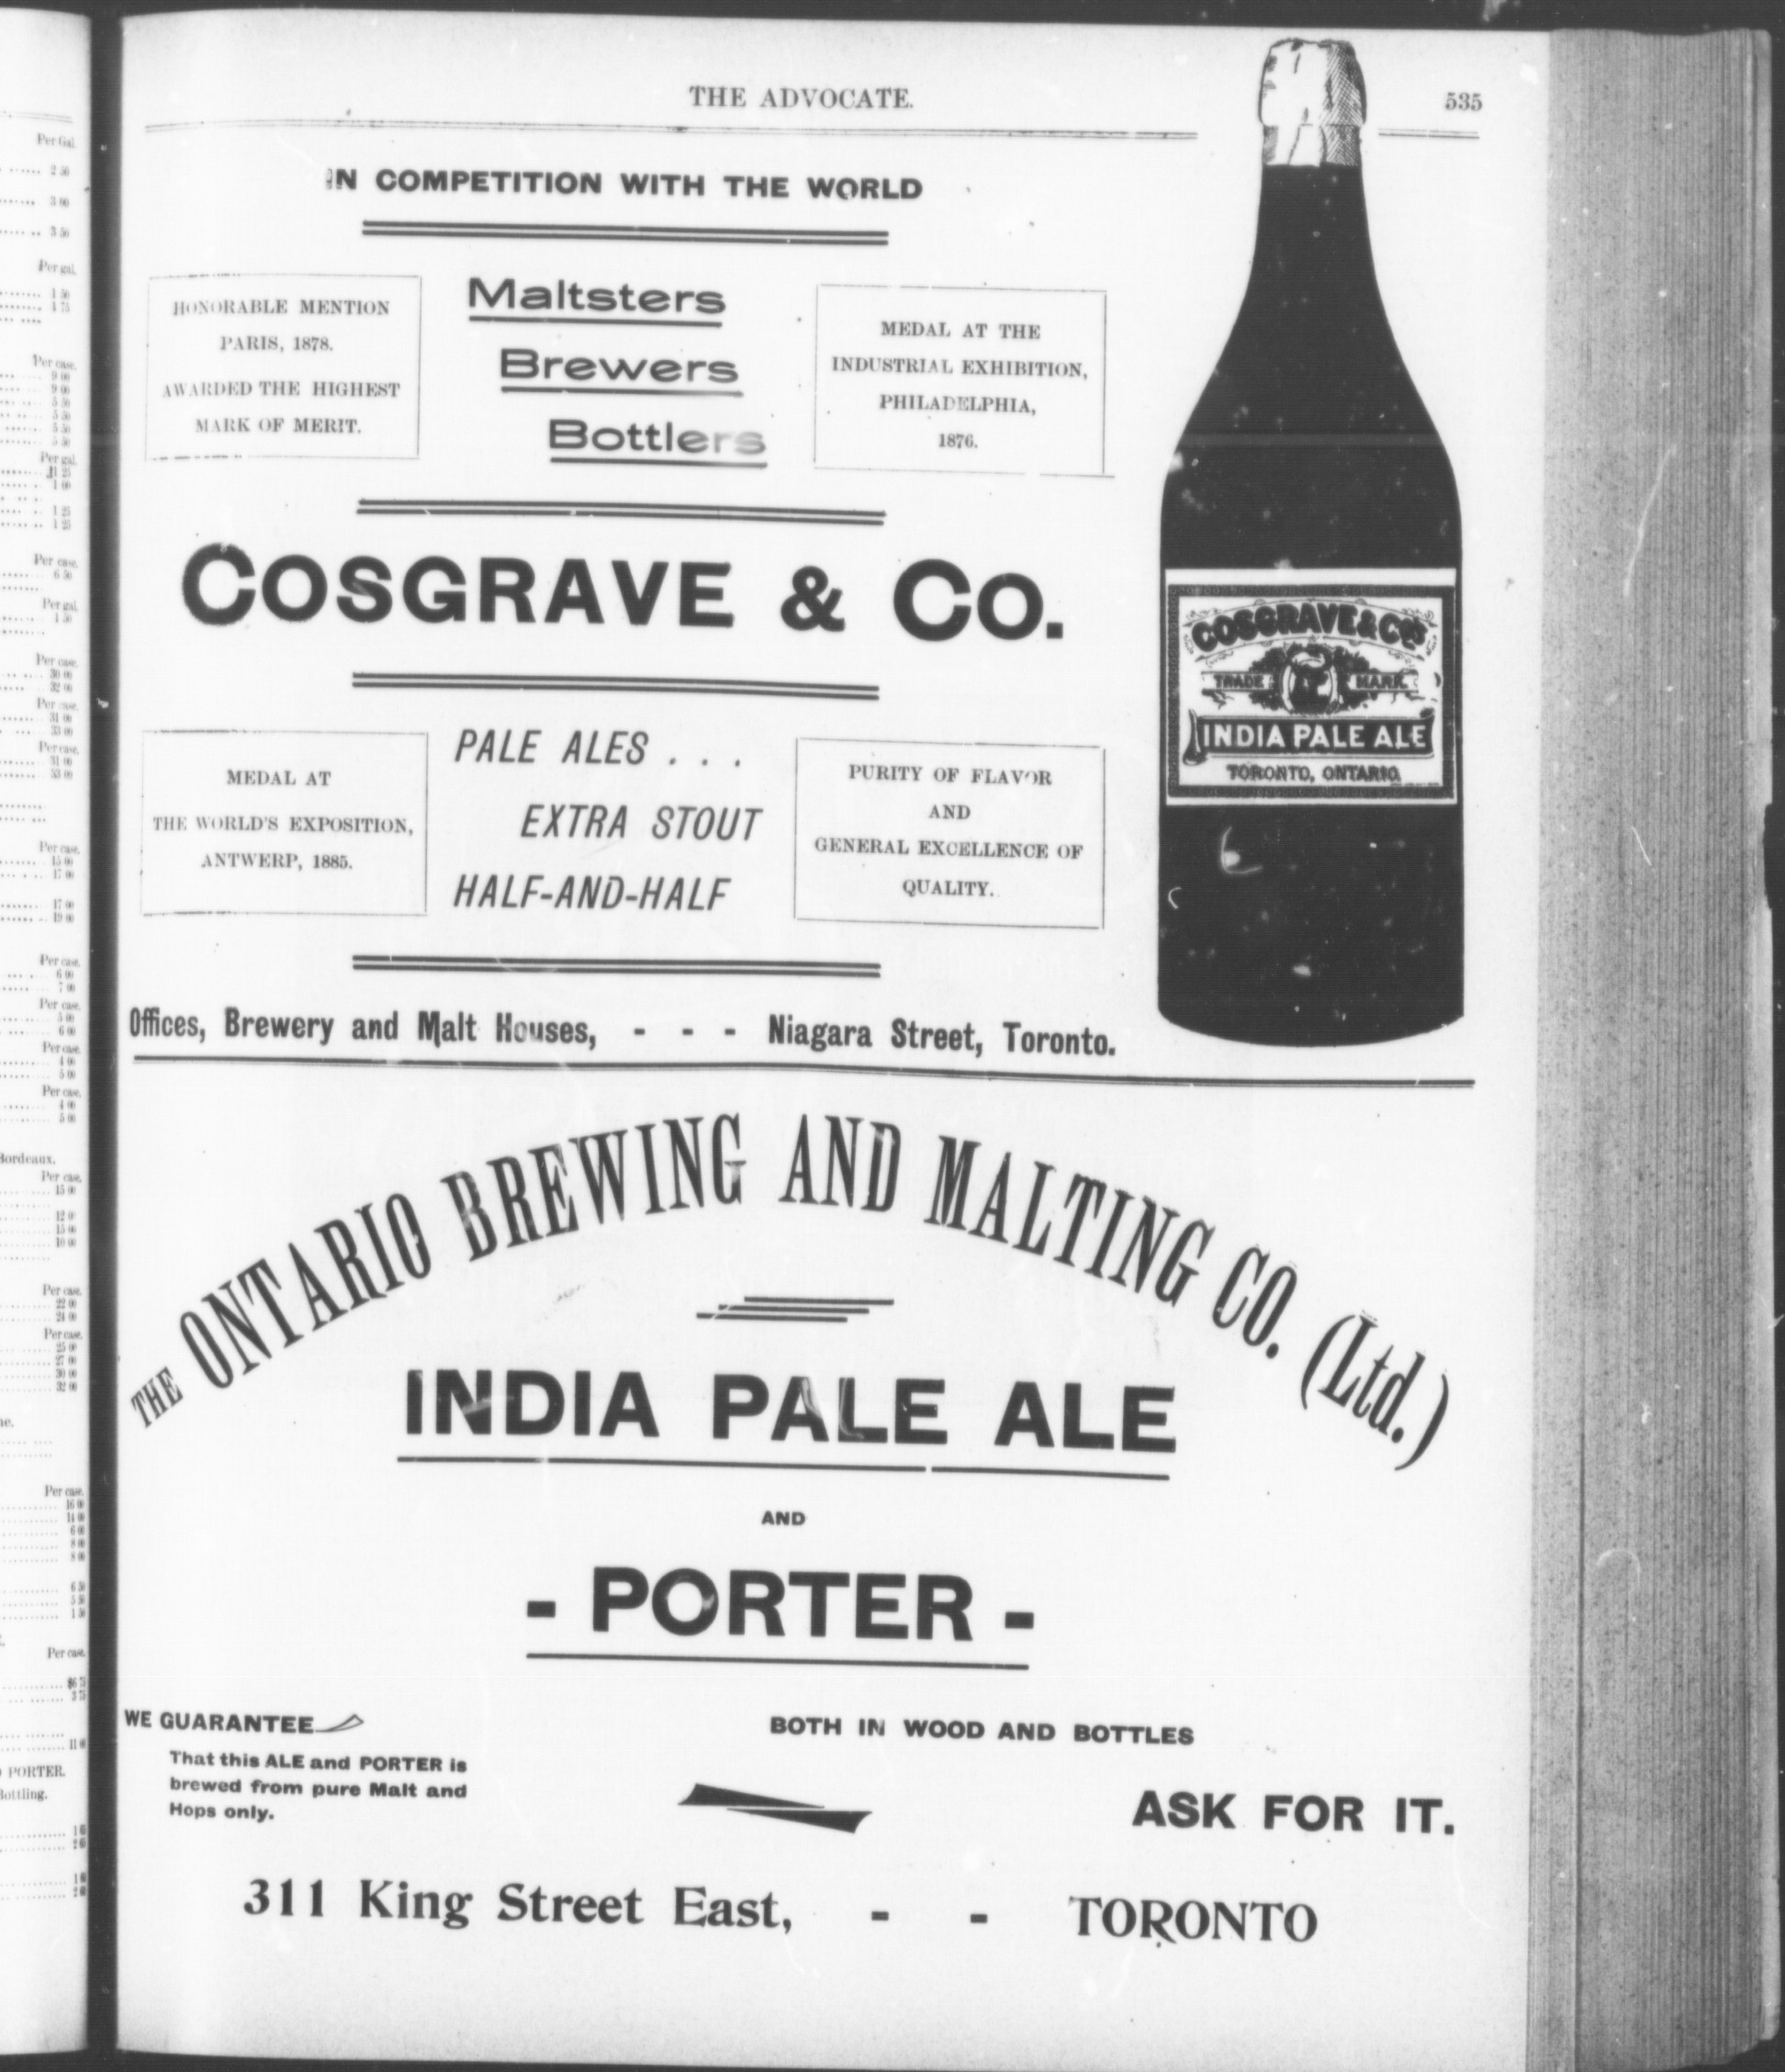 THE ADVOCATE.
535
IN COMPETITION WITH THE WORLD
HONORABLE MENTION
PARIS, 1878.
AWARDED THE HIGHEST
MARK OF MERIT.
Maltsters
Brewers
Bottlers
MEDAL AT THE
INDUSTRIAL EXHIBITION,
PHILADELPHIA,
1876.
COSGRAVE & CO.
MEDAL AT
THE WORLD'S EXPOSITION,
ANTWERP, 1885.
PALE ALES . . .
EXTRA STOUT
HALF-AND-HALF
PURITY OF FLAVOR
AND
GENERAL EXCELLENCE OF
QUALITY.
COSGRAVE & CO'S
TRADE MARK.
INDIA PALE ALE
TORONTO, ONTARIO.
Offices, Brewery and Malt Houses, - - - Niagara Street, Toronto.
THE ONTARIO BREWING AND MALTING CO. (Ltd.)
INDIA PALE ALE
AND
- PORTER -
WE GUARANTEE
That this ALE and PORTER is
brewed from pure Malt and
Hops only.
BOTH IN WOOD AND BOTTLES
ASK FOR IT.
311 King Street East, - - TORONTO